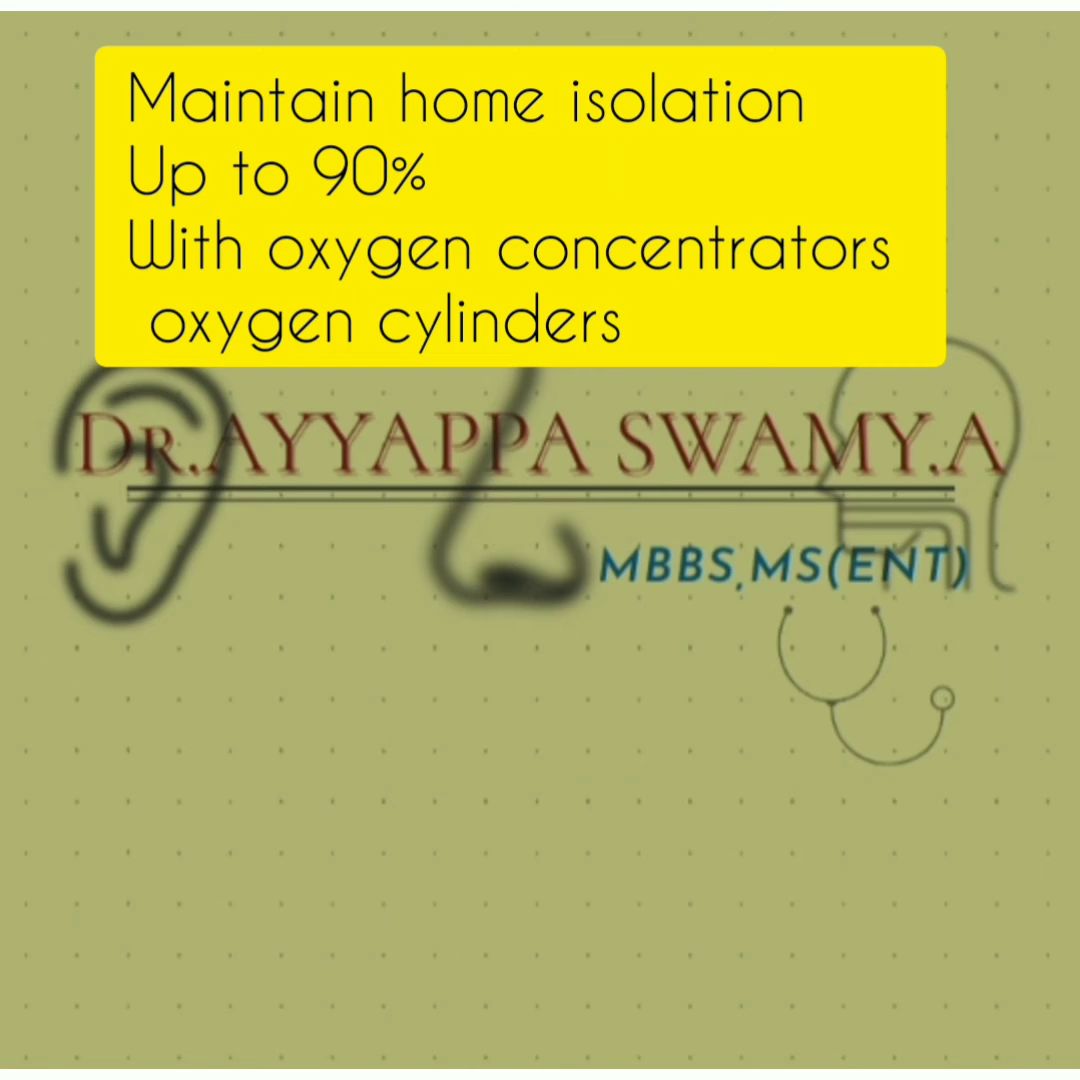 Maintain home isolation
Up to 90%
With oxygen concentrators
oxygen cylinders
DR.AYYAPPA SWAMY.A
MBBS,MS(ENT)